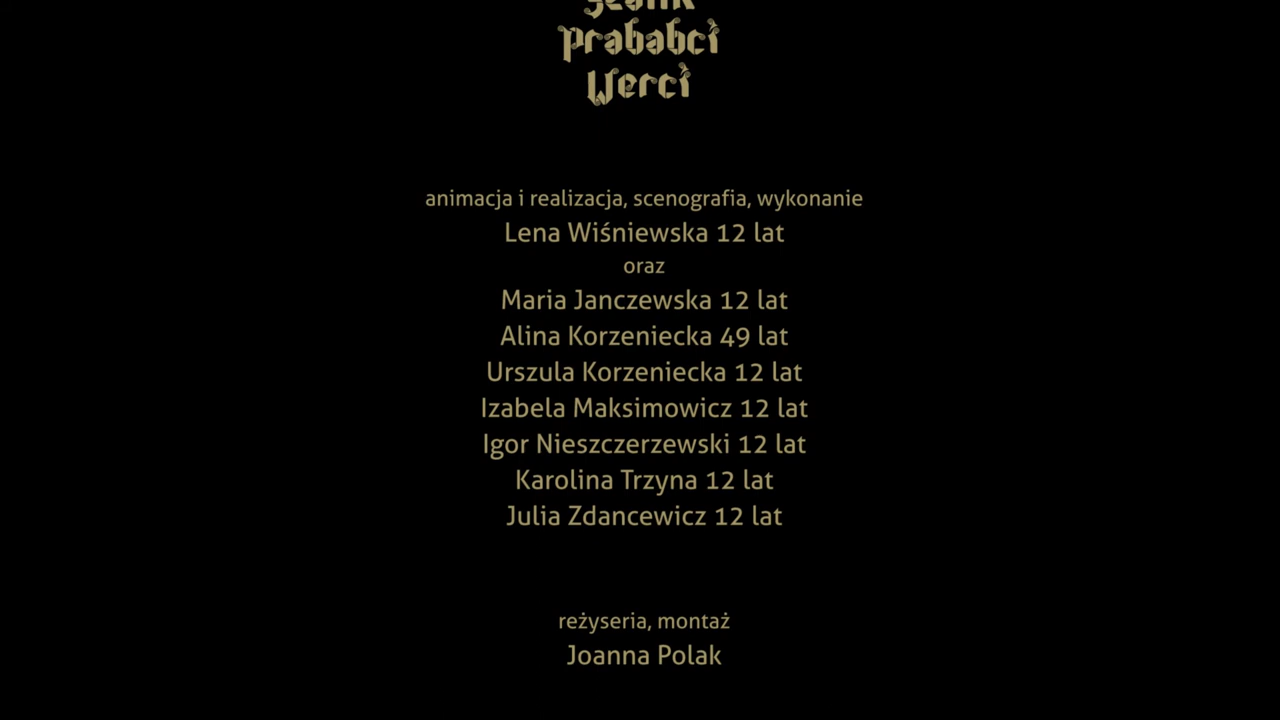 Prababci
Werci
animacja i realizacja, scenografia, wykonanie
Lena Wiśniewska 12 lat
oraz
Maria Janczewska 12 lat
Alina Korzeniecka 49 lat
Urszula Korzeniecka 12 lat
Izabela Maksimowicz 12 lat
Igor Nieszczerzewski 12 lat
Karolina Trzyna 12 lat
Julia Zdancewicz 12 lat
reżyseria, montaż
Joanna Polak